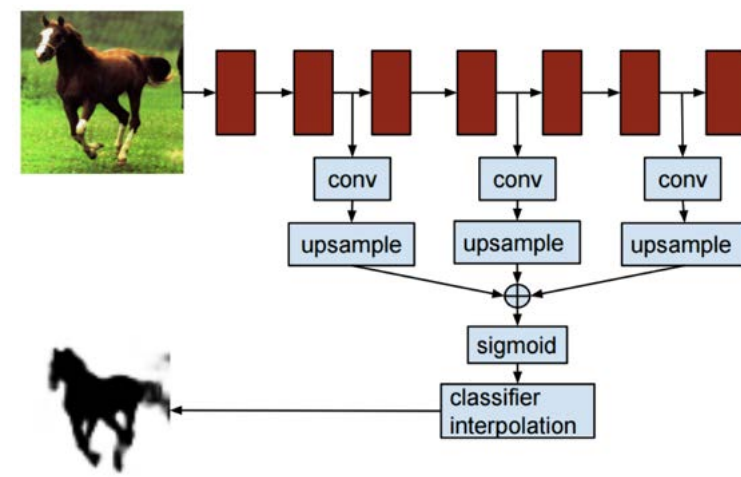 conv
conv
conv
upsample
upsample
upsample
sigmoid
classifier
interpolation